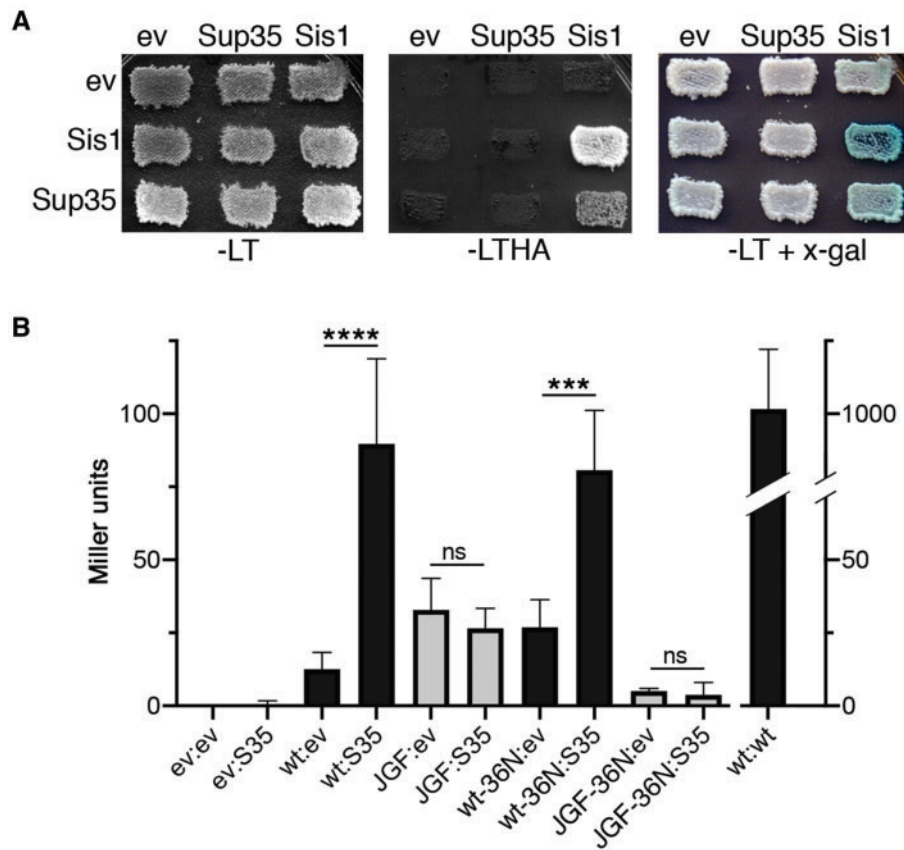 A
ev Sup35 Sis1 ev Sup35 Sis1 ev Sup35 Sis1
ev
Sis1
Sup35
-LT -LTHA -LT + x-gal
B
**** ***
100 1000
ns
50 50
ns
0 0
Miller units
ev:ev ev:S35 wt:ev wt:S35 JGF:ev JGF:S35 wt-36N:ev wt-36N:S35 JGF-36N:ev JGF-36N:S35 wt:wt